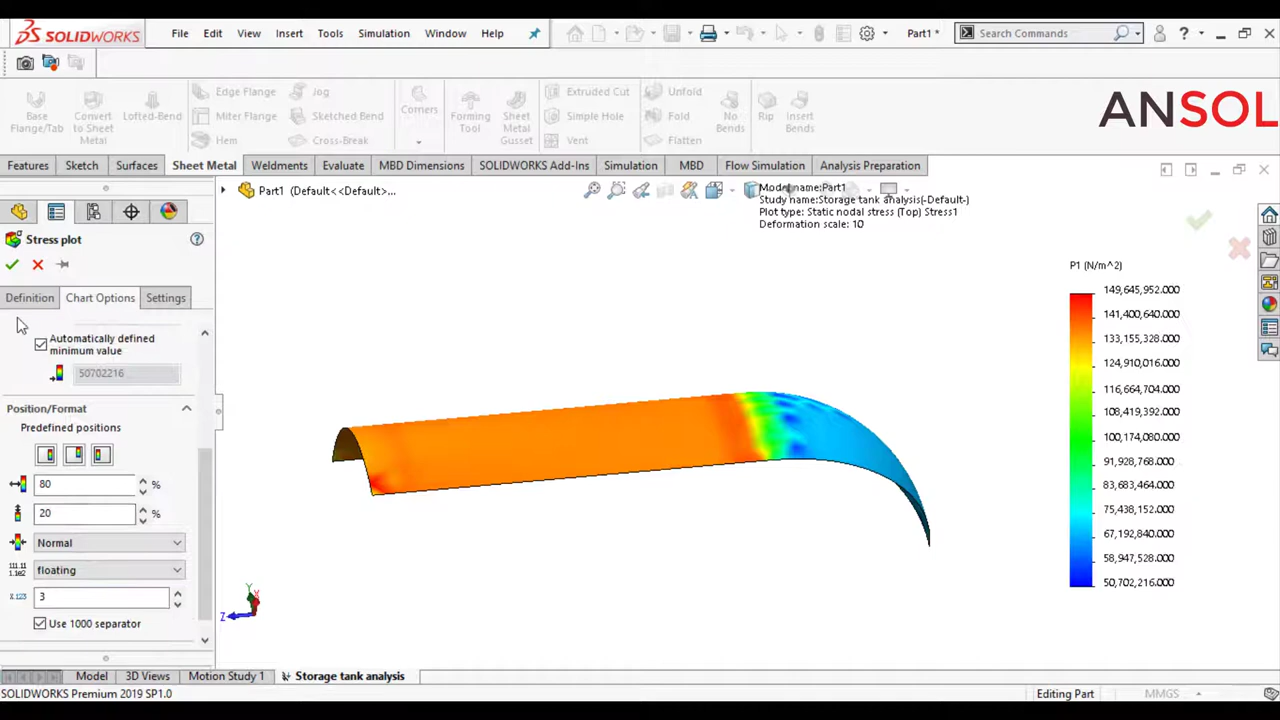 SOLIDWORKS
File Edit View Insert Tools Simulation Window Help
Part1 *
Search Commands
?
Base Flange/Tab
Convert to Sheet Metal
Lofted-Bend
Edge Flange
Miter Flange
Hem
Jog
Sketched Bend
Cross-Break
Corners
Forming Tool
Sheet Metal Gusset
Extruded Cut
Simple Hole
Vent
Unfold
Fold
Flatten
No Bends
Rip
Insert Bends
ANSOL
Features Sketch Surfaces Sheet Metal Weldments Evaluate MBD Dimensions SOLIDWORKS Add-Ins Simulation MBD Flow Simulation Analysis Preparation
Part1 (Default<<Default>...
Model name:Part1
Study name:Storage tank analysis(-Default-)
Plot type: Static nodal stress (Top) Stress1
Deformation scale: 10
Stress plot
?
Definition Chart Options Settings
Automatically defined
minimum value
50702216
Position/Format
Predefined positions
80 %
20 %
Normal
111.11
1.1e2
floating
x.123
3
Use 1000 separator
P1 (N/m^2)
149,645,952.000
141,400,640.000
133,155,328.000
124,910,016.000
116,664,704.000
108,419,392.000
100,174,080.000
91,928,768.000
83,683,464.000
75,438,152.000
67,192,840.000
58,947,528.000
50,702,216.000
Y
X
Z
Model 3D Views Motion Study 1 Storage tank analysis
SOLIDWORKS Premium 2019 SP1.0
Editing Part
MMGS